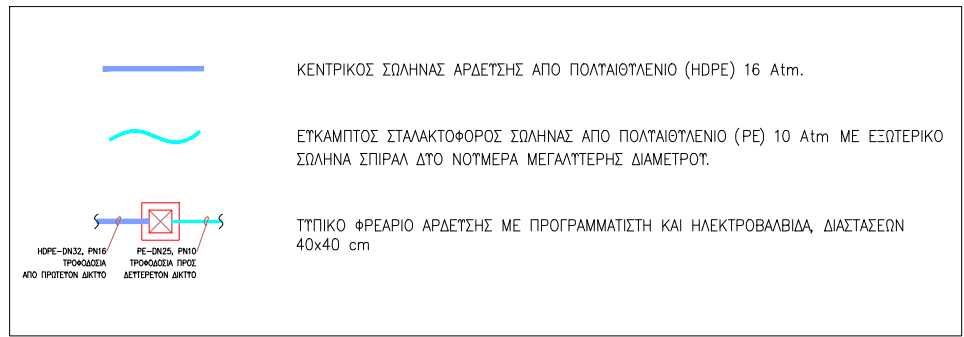 ΚΕΝΤΡΙΚΟΣ ΣΩΛΗΝΑΣ ΑΡΔΕΥΣΗΣ ΑΠΟ ΠΟΛΥΑΙΘΥΛΕΝΙΟ (HDPE) 16 Atm.
ΕΥΚΑΜΠΤΟΣ ΣΤΑΛΑΚΤΟΦΟΡΟΣ ΣΩΛΗΝΑΣ ΑΠΟ ΠΟΛΥΑΙΘΥΛΕΝΙΟ (PE) 10 Atm ΜΕ ΕΞΩΤΕΡΙΚΟ
ΣΩΛΗΝΑ ΣΠΙΡΑΛ ΔΥΟ ΝΟΥΜΕΡΑ ΜΕΓΑΛΥΤΕΡΗΣ ΔΙΑΜΕΤΡΟΥ.
ΤΥΠΙΚΟ ΦΡΕΑΡΙΟ ΑΡΔΕΥΣΗΣ ΜΕ ΠΡΟΓΡΑΜΜΑΤΙΣΤΗ ΚΑΙ ΗΛΕΚΤΡΟΒΑΛΒΙΔΑ, ΔΙΑΣΤΑΣΕΩΝ
40x40 cm
HDPE-DN32, PN16
ΤΡΟΦΟΔΟΣΙΑ
ΑΠΟ ΠΡΩΤΕΥΟΝ ΔΙΚΤΥΟ
PE-DN25, PN10
ΤΡΟΦΟΔΟΣΙΑ ΠΡΟΣ
ΔΕΥΤΕΡΕΥΟΝ ΔΙΚΤΥΟ